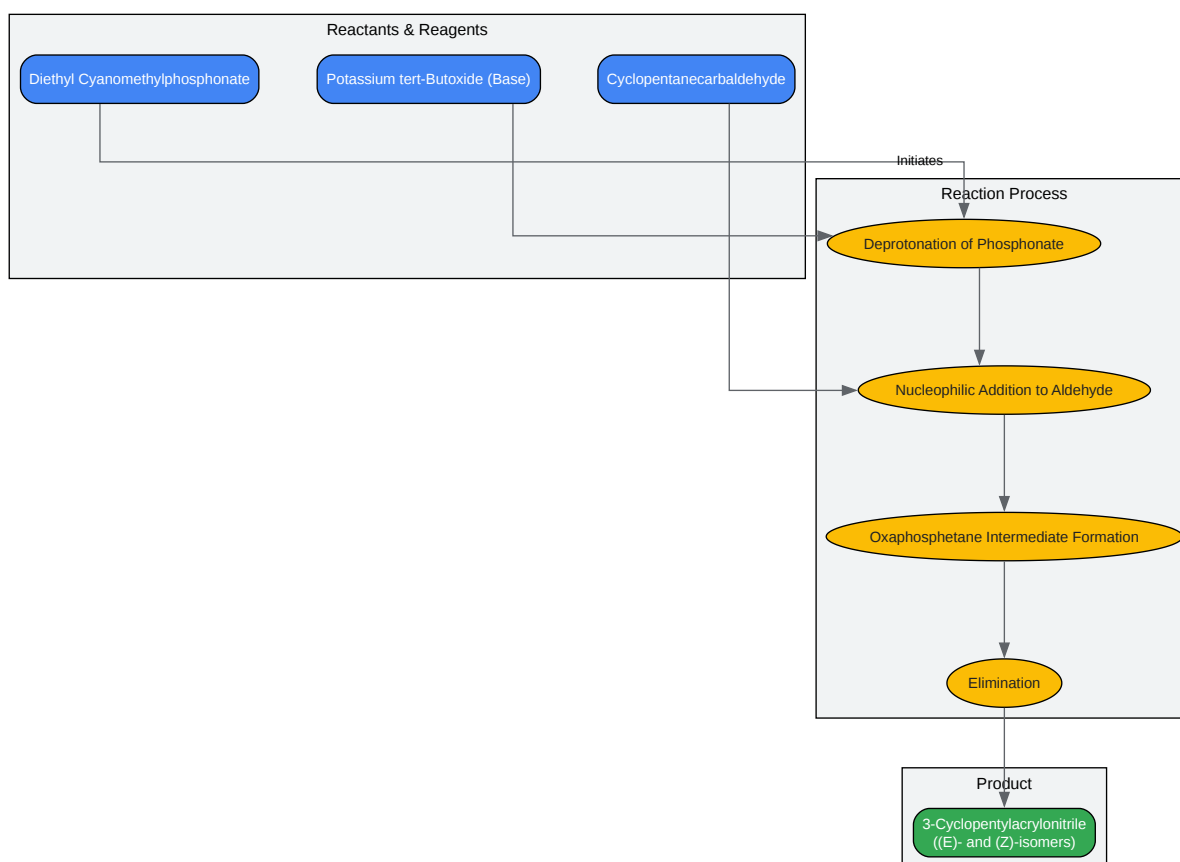 Reactants & Reagents
Diethyl Cyanomethylphosphonate
Potassium tert-Butoxide (Base)
Cyclopentanecarbaldehyde
Initiates
Reaction Process
Deprotonation of Phosphonate
Nucleophilic Addition to Aldehyde
Oxaphosphetane Intermediate Formation
Elimination
Product
3-Cyclopentylacrylonitrile
((E)- and (Z)-isomers)